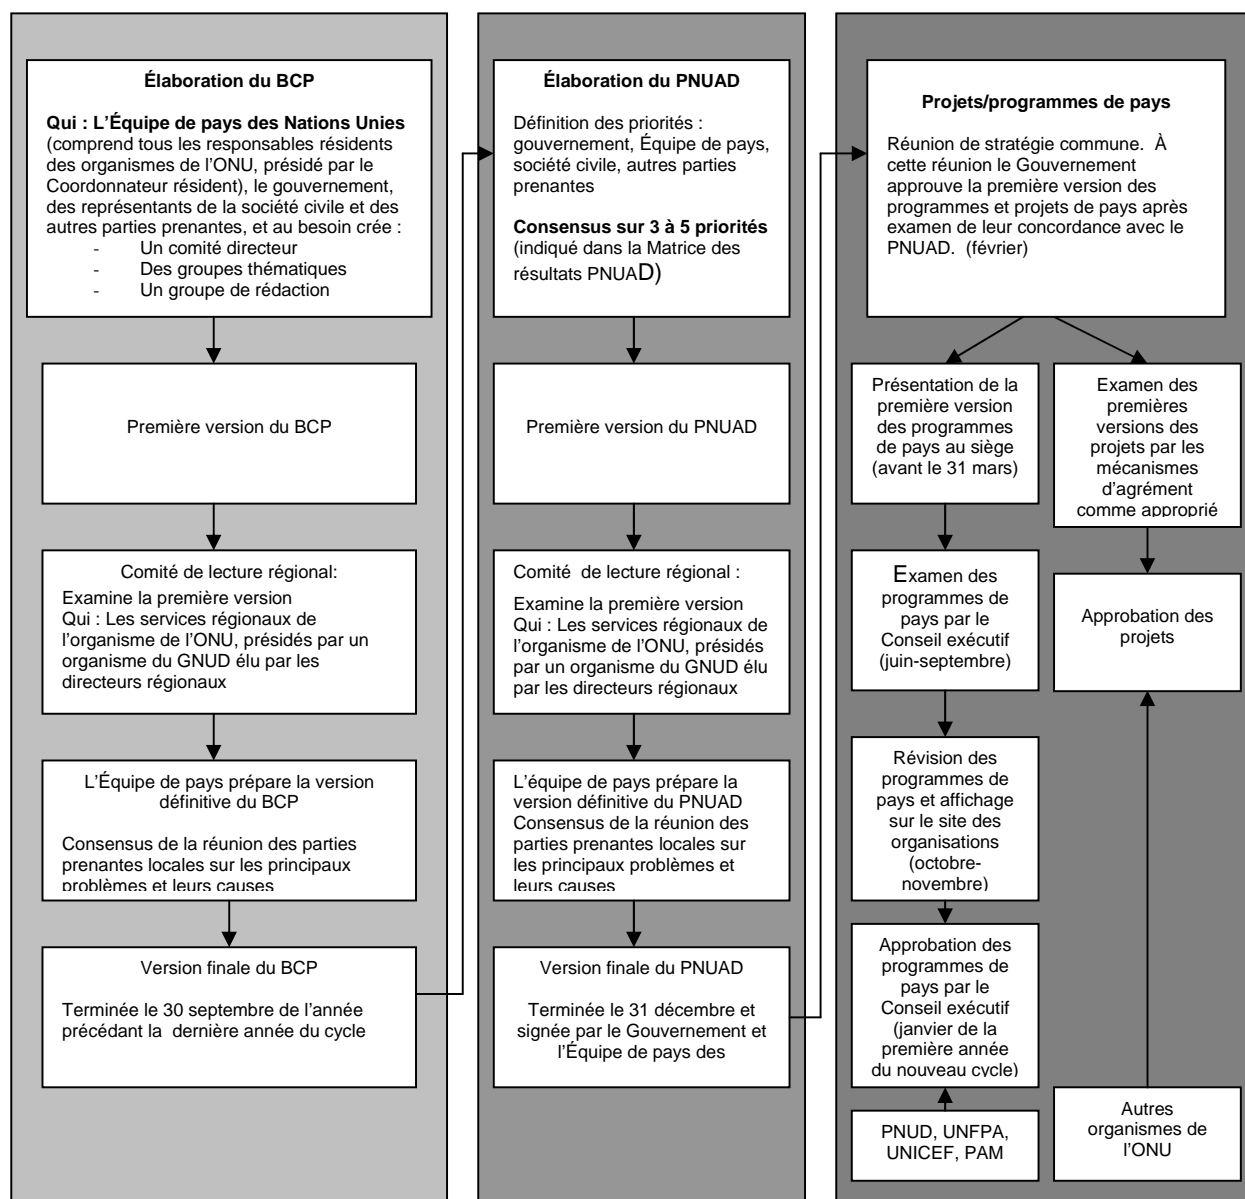 Élaboration du BCP
Qui : L'Équipe de pays des Nations Unies
(comprend tous les responsables résidents
des organismes de l'ONU, présidé par le
Coordonnateur résident), le gouvernement,
des représentants de la société civile et des
autres parties prenantes, et au besoin crée :
- Un comité directeur
- Des groupes thématiques
- Un groupe de rédaction
Première version du BCP
Comité de lecture régional:
Examine la première version
Qui : Les services régionaux de
l'organisme de l'ONU, présidés par un
organisme du GNUD élu par les
directeurs régionaux
L'Équipe de pays prépare la version
définitive du BCP
Consensus de la réunion des parties
prenantes locales sur les principaux
problèmes et leurs causes
Version finale du BCP
Terminée le 30 septembre de l'année
précédant la dernière année du cycle
Élaboration du PNUAD
Définition des priorités :
gouvernement, Équipe de pays,
société civile, autres parties
prenantes
Consensus sur 3 à 5 priorités
(indiqué dans la Matrice des
résultats PNUAD)
Première version du PNUAD
Comité de lecture régional :
Examine la première version
Qui : Les services régionaux de
l'organisme de l'ONU, présidés
par un organisme du GNUD élu
par les directeurs régionaux
L'équipe de pays prépare la
version définitive du PNUAD
Consensus de la réunion des
parties prenantes locales sur
les principaux problèmes et
leurs causes
Version finale du PNUAD
Terminée le 31 décembre et
signée par le Gouvernement et
l'Équipe de pays des
Projets/programmes de pays
Réunion de stratégie commune. À
cette réunion le Gouvernement
approuve la première version des
programmes et projets de pays après
examen de leur concordance avec le
PNUAD. (février)
Présentation de la
première version
des programmes
de pays au siège
(avant le 31 mars)
Examen des
programmes de
pays par le
Conseil exécutif
(juin-septembre)
Révision des
programmes de
pays et affichage
sur le site des
organisations
(octobre-
novembre)
Approbation des
programmes de
pays par le
Conseil exécutif
(janvier de la
première année
du nouveau cycle)
PNUD, UNFPA,
UNICEF, PAM
Examen des
premières
versions des
projets par les
mécanismes
d'agrément
comme approprié
Approbation des
projets
Autres
organismes de
l'ONU